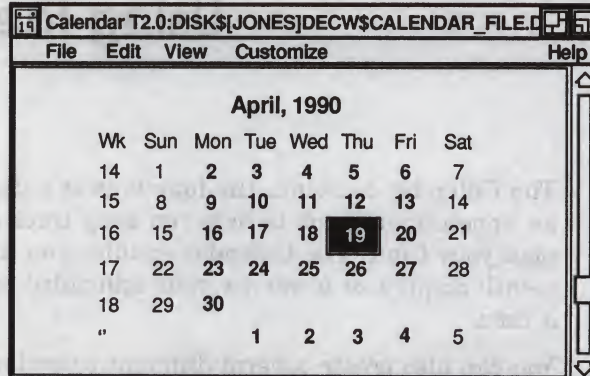 19 Calendar T2.0:DISK$[JONES]DECW$CALENDAR_FILE.D
File Edit View Customize Help
April, 1990
Wk Sun Mon Tue Wed Thu Fri Sat
14 1 2 3 4 5 6 7
15 8 9 10 11 12 13 14
16 15 16 17 18 19 20 21
17 22 23 24 25 26 27 28
18 29 30
" 1 2 3 4 5